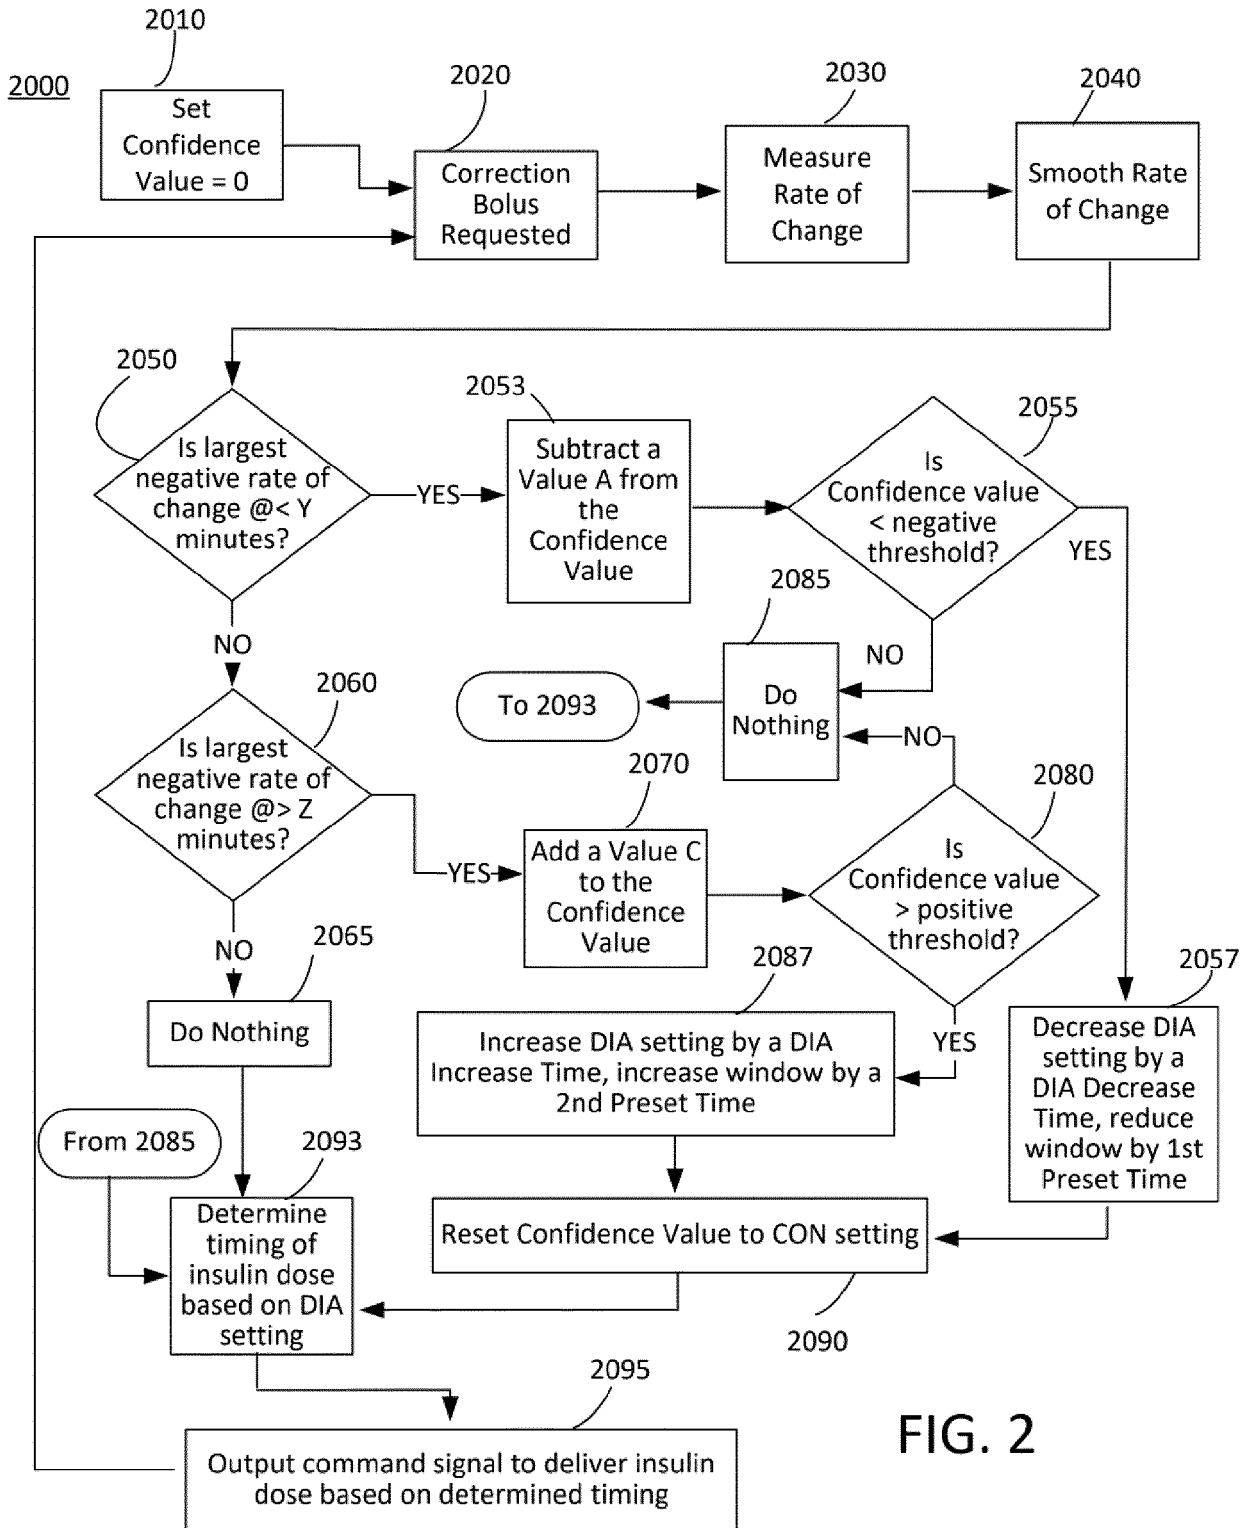 2010
2000
Set
Confidence
Value = 0
2020
Correction
Bolus
Requested
2030
Measure
Rate of
Change
2040
Smooth Rate
of Change
2050
Is largest
negative rate of
change @< Y
minutes?
YES
NO
2053
Subtract a
Value A from
the
Confidence
Value
2055
Is
Confidence value
< negative
threshold?
YES
NO
2085
Do
Nothing
To 2093
2060
Is largest
negative rate of
change @> Z
minutes?
YES
NO
2070
Add a Value C
to the
Confidence
Value
2080
Is
Confidence value
> positive
threshold?
NO
YES
2065
Do Nothing
2087
Increase DIA setting by a DIA
Increase Time, increase window by a
2nd Preset Time
2057
Decrease DIA
setting by a
DIA Decrease
Time, reduce
window by 1st
Preset Time
From 2085
2093
Determine
timing of
insulin dose
based on DIA
setting
Reset Confidence Value to CON setting
2090
2095
Output command signal to deliver insulin
dose based on determined timing
FIG. 2